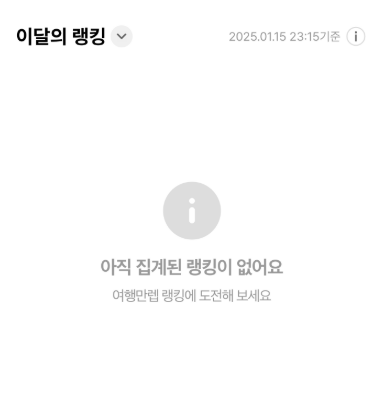 이달의 랭킹
2025.01.15 23:15기준
아직 집계된 랭킹이 없어요
여행만렙 랭킹에 도전해 보세요